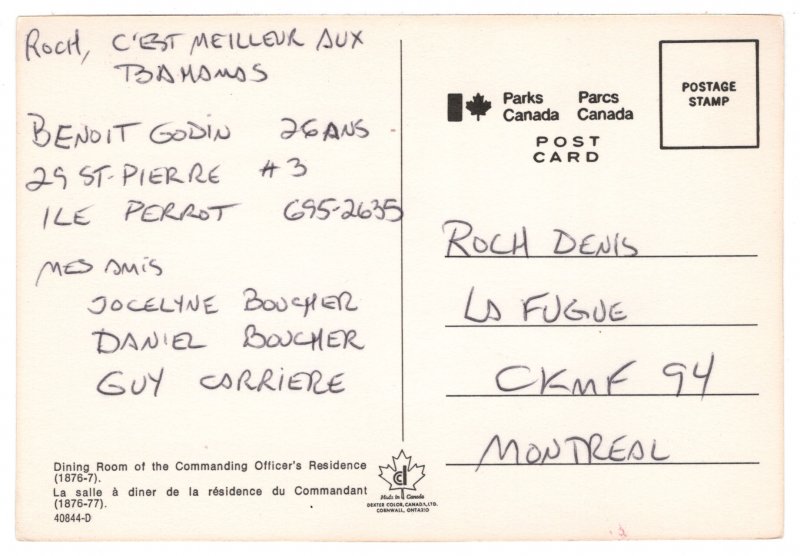 ROCH, C'EST MEILLEUR AUX
BAHAMAS
BENOIT GODIN 26 ANS
29 ST-PIERRE #3
ILE PERROT 695-2635
MES AMIS
JOCELYNE BOUCHER
DANIEL BOUCHER
GUY CARRIERE
Dining Room of the Commanding Officer's Residence
(1876-7).
La salle à diner de la résidence du Commandant
(1876-77).
40844-D
Made in Canada
DEXTER COLOR, CANADA, LTD.
CORNWALL, ONTARIO
Parks Canada
Parcs Canada
POST
CARD
POSTAGE
STAMP
ROCH DENIS
LA FUGUE
CKMF 94
MONTREAL